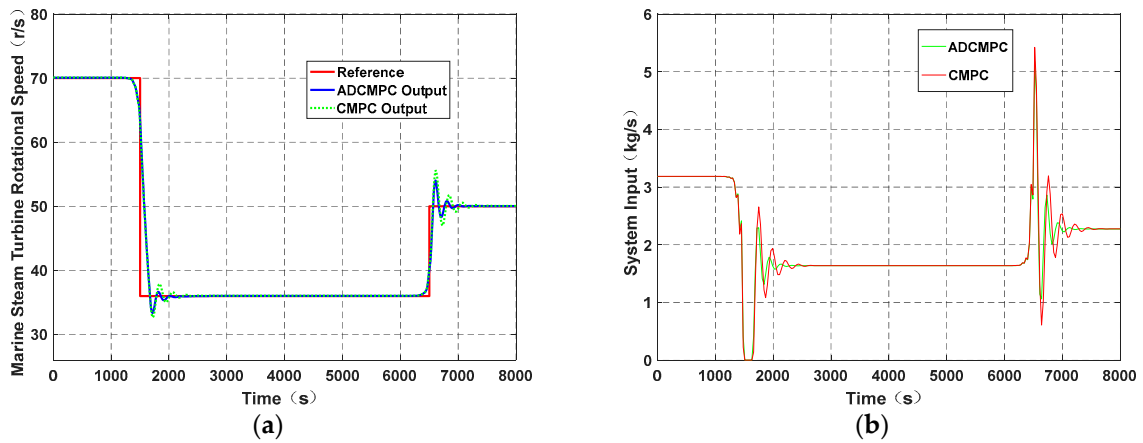 80
70
60
50
40
30
0 1000 2000 3000 4000 5000 6000 7000 8000
Marine Steam Turbine Rotational Speed（r/s）
Time（s）
Reference
ADCMPC Output
CMPC Output
(a)
6
5
4
3
2
1
0
0 1000 2000 3000 4000 5000 6000 7000 8000
System Input（kg/s）
Time（s）
ADCMPC
CMPC
(b)